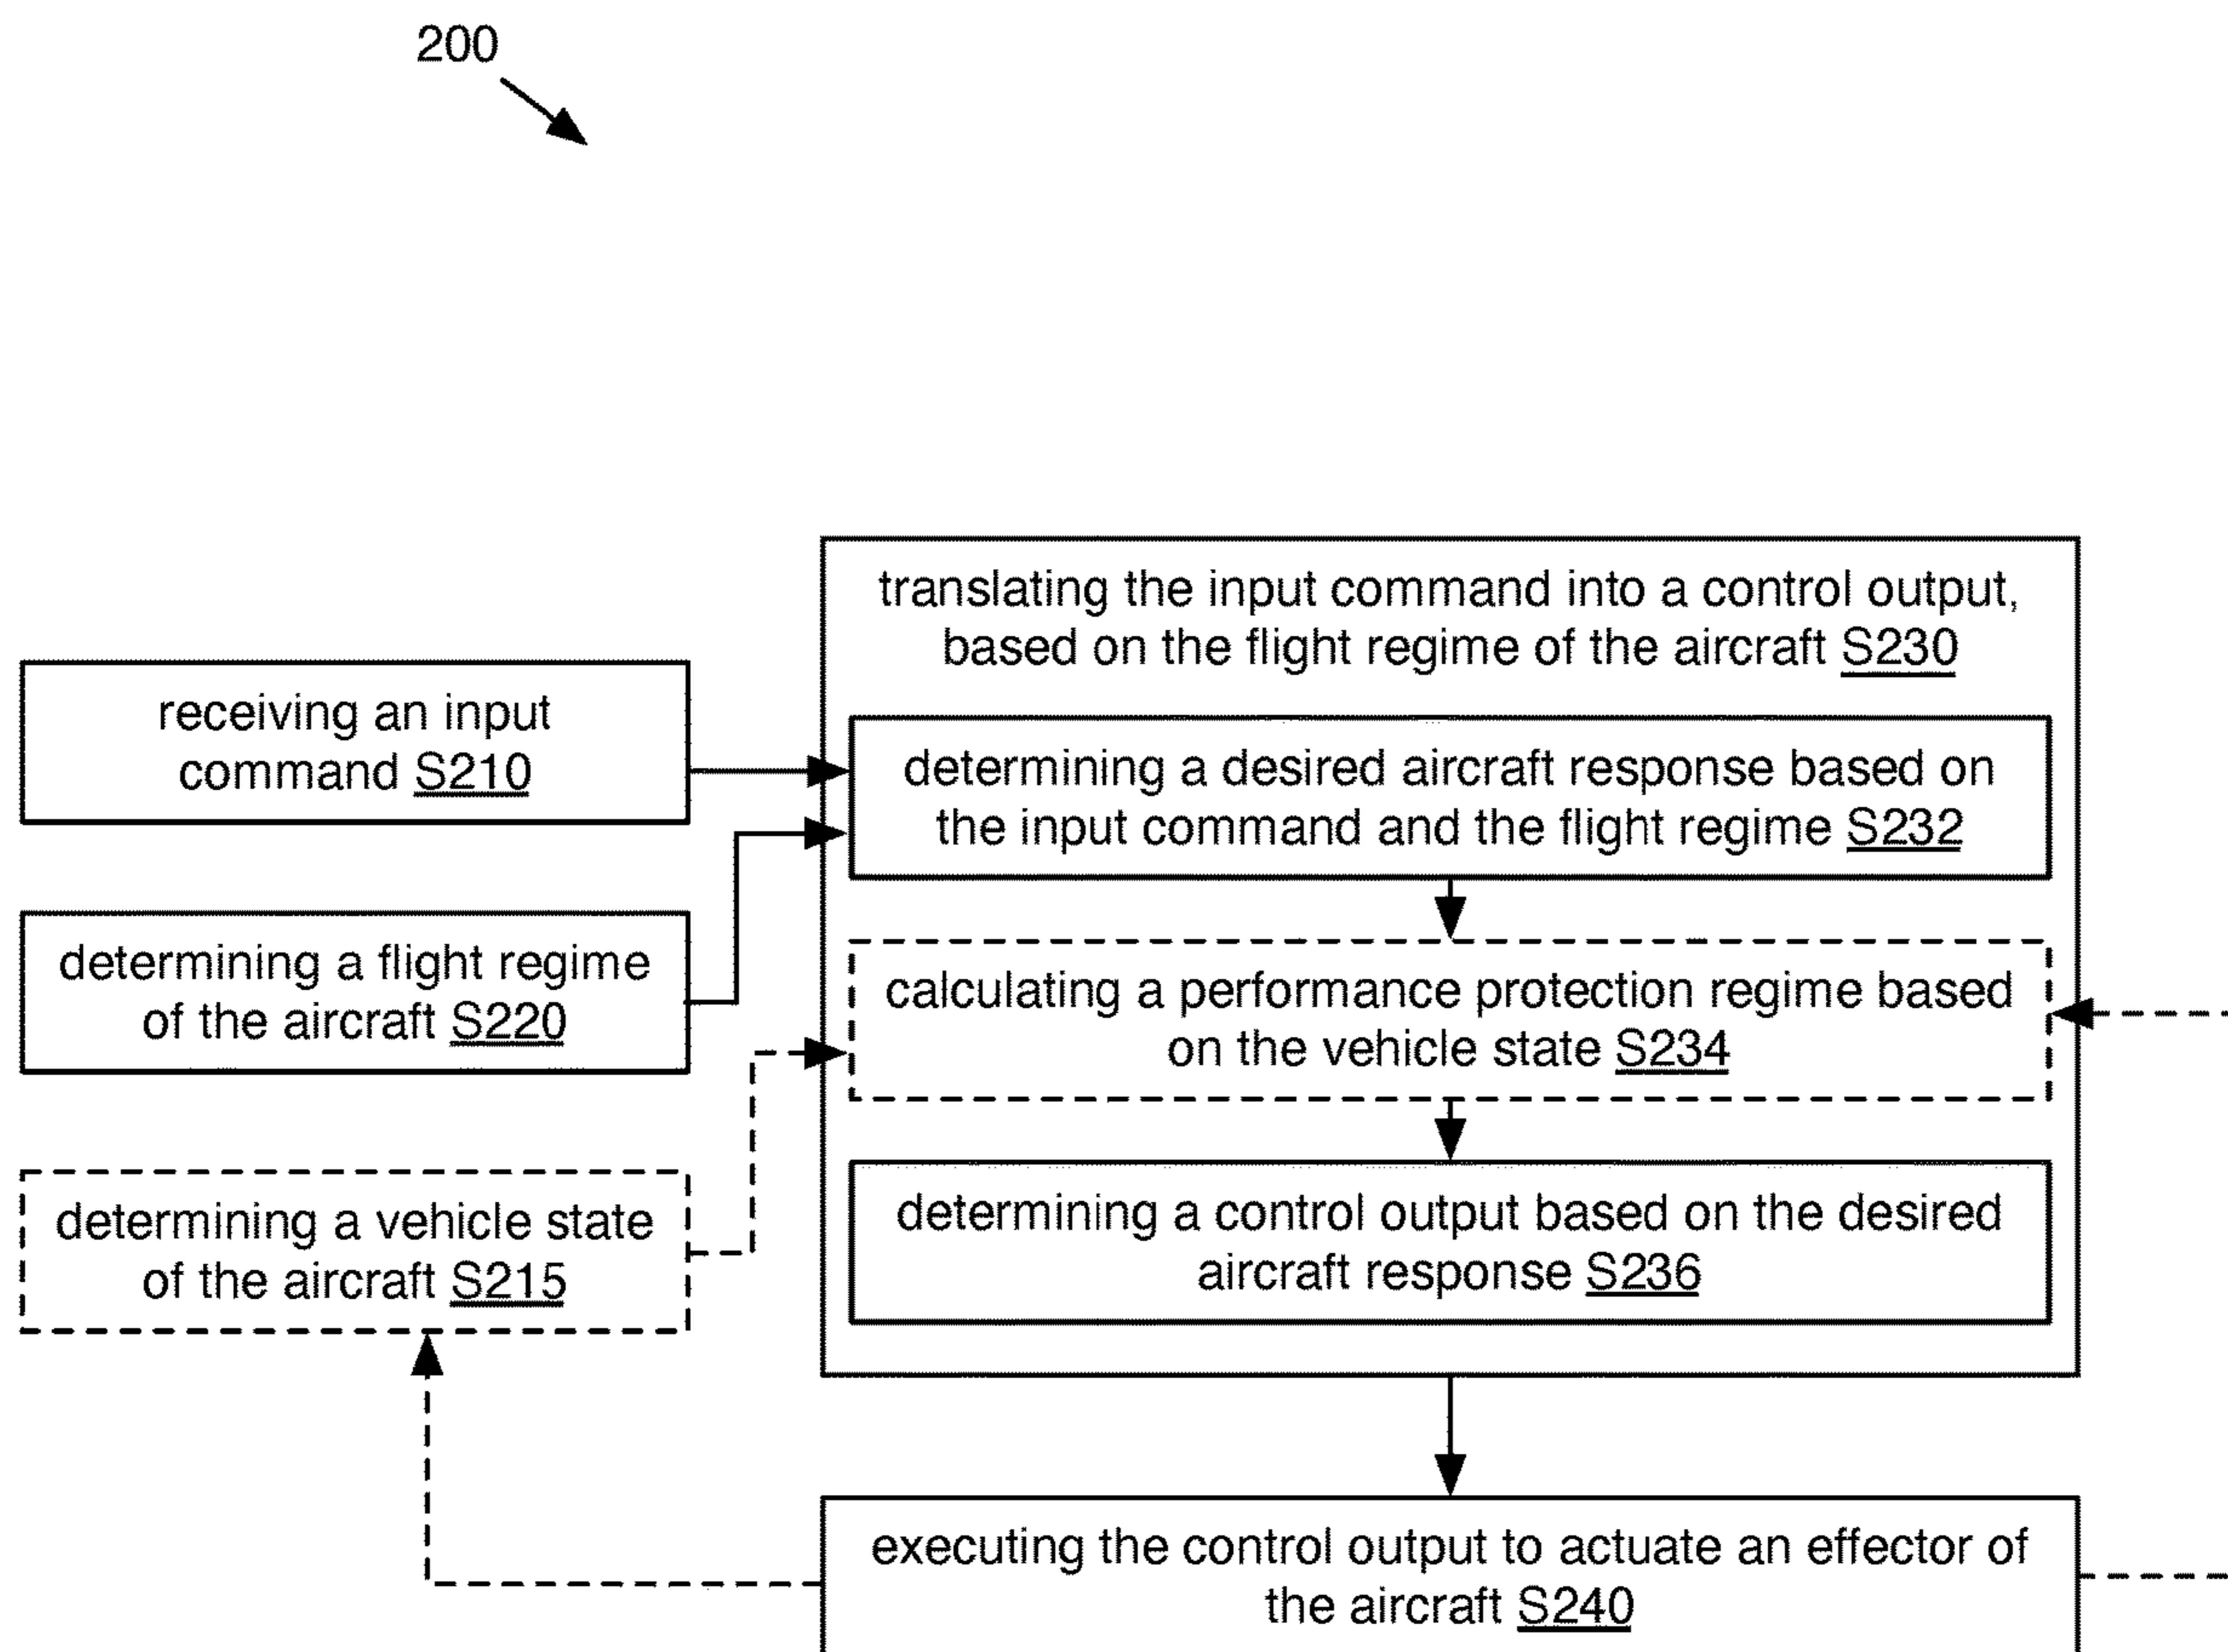 200
translating the input command into a control output,
based on the flight regime of the aircraft S230
receiving an input
command S210
determining a desired aircraft response based on
the input command and the flight regime S232
determining a flight regime
of the aircraft S220
calculating a performance protection regime based
on the vehicle state S234
determining a vehicle state
of the aircraft S215
determining a control output based on the desired
aircraft response S236
executing the control output to actuate an effector of
the aircraft S240